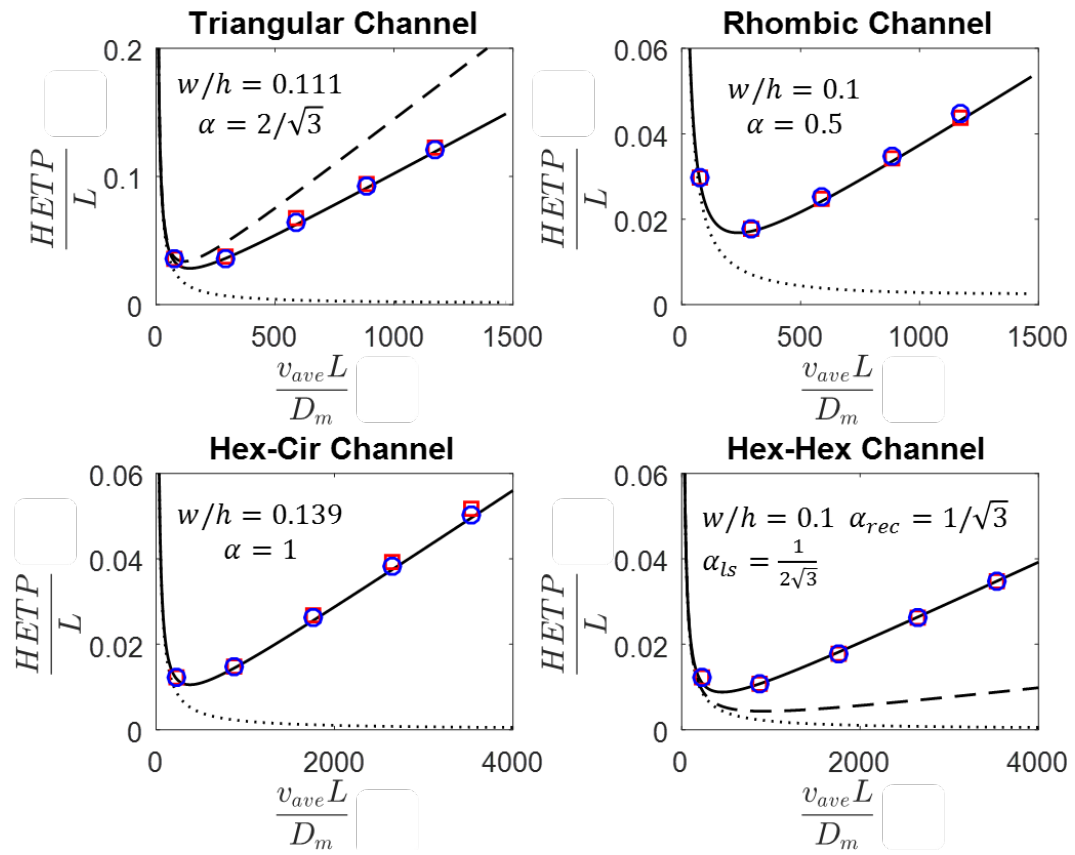 Triangular Channel
0.2
0.1
0
HETP
L
w/h = 0.111
α = 2/√3
0 500 1000 1500
v_ave L
D_m
Rhombic Channel
0.06
0.04
0.02
0
HETP
L
w/h = 0.1
α = 0.5
0 500 1000 1500
v_ave L
D_m
Hex-Cir Channel
0.06
0.04
0.02
0
HETP
L
w/h = 0.139
α = 1
0 2000 4000
v_ave L
D_m
Hex-Hex Channel
0.06
0.04
0.02
0
HETP
L
w/h = 0.1 α_rec = 1/√3
α_ls = 1/2√3
0 2000 4000
v_ave L
D_m